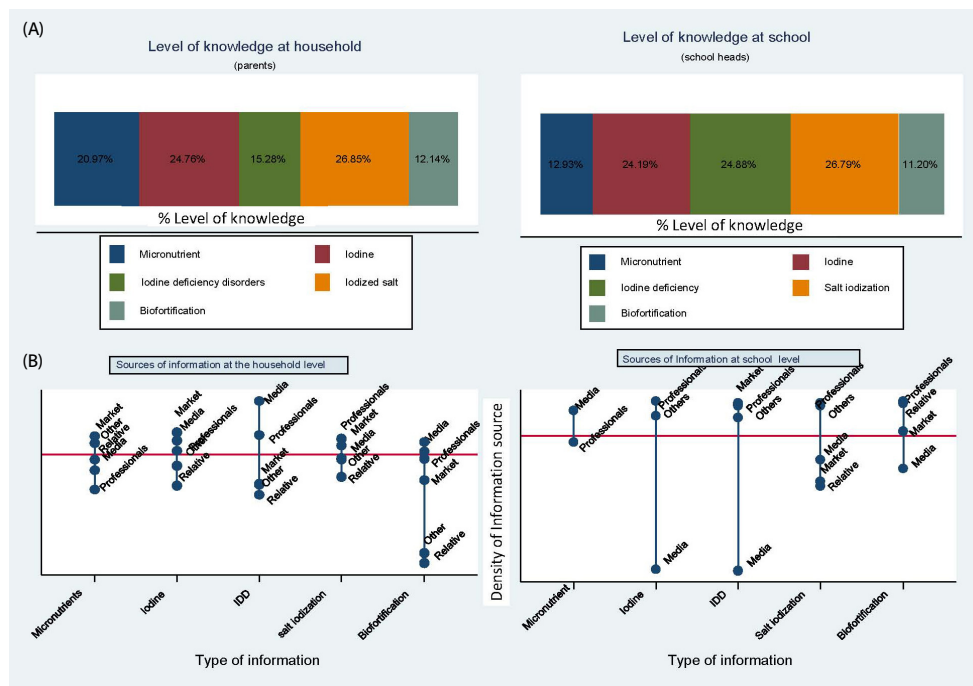 (A)
Level of knowledge at household
(parents)
20.97% 24.76% 15.28% 26.85% 12.14%
% Level of knowledge
Micronutrient Iodine
Iodine deficiency disorders Iodized salt
Biofortification
Level of knowledge at school
(school heads)
12.93% 24.19% 24.88% 26.79% 11.20%
% Level of knowledge
Micronutrient Iodine
Iodine deficiency Salt iodization
Biofortification
(B)
Sources of information at the household level
Market
Other
Relative
Media
Professionals
Market
Media
Professionals
Relative
Media
Professionals
Market
Other
Relative
Professionals
Market
Media
Other
Relative
Media
Professionals
Market
Other
Relative
Micronutrients
Iodine
IDD
salt iodization
Biofortification
Type of information
Density of Information source
Sources of Information at school level
Media
Professionals
Professionals
Others
Media
Market
Professionals
Others
Media
Professionals
Others
Media
Market
Relative
Professionals
Relative
Market
Media
Micronutrient
Iodine
IDD
Salt Iodization
Biofortification
Type of information